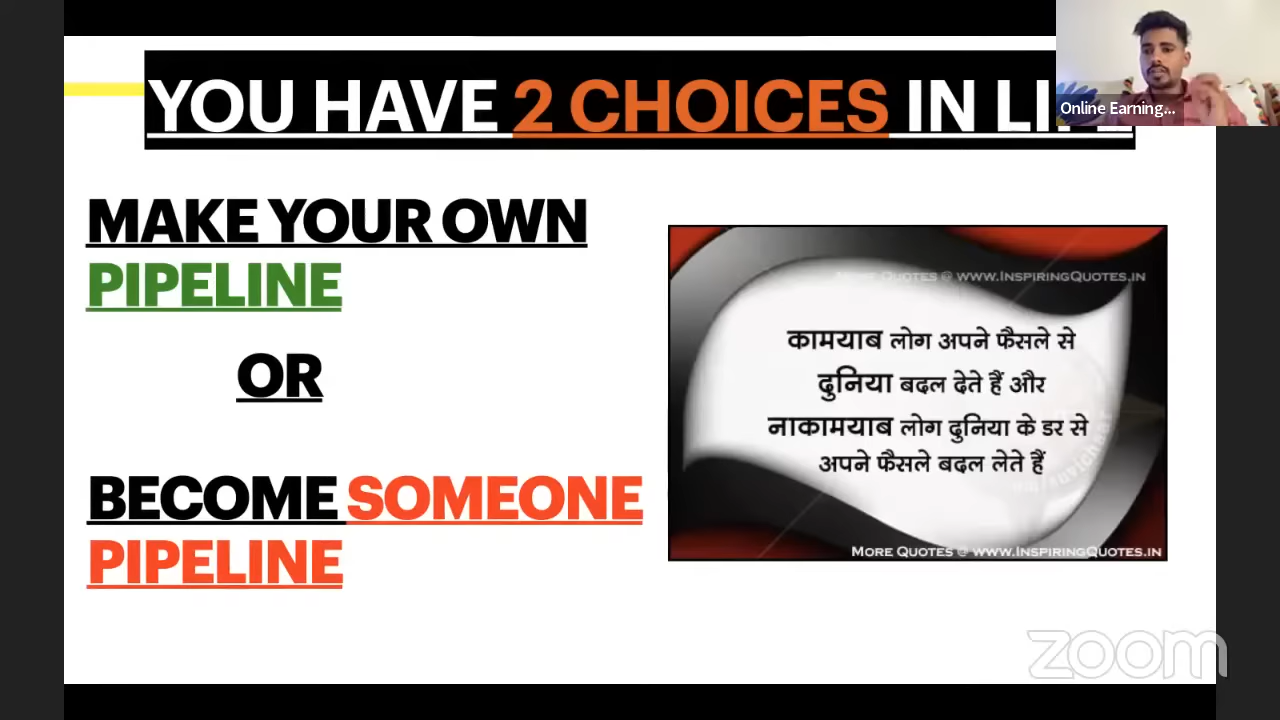 YOU HAVE 2 CHOICES IN LIFE
Online Earning...
MAKE YOUR OWN
PIPELINE
OR
BECOME SOMEONE
PIPELINE
MORE QUOTES @ WWW.INSPIRINGQUOTES.IN
कामयाब लोग अपने फैसले से
दुनिया बदल देते हैं और
नाकामयाब लोग दुनिया के डर से
अपने फैसले बदल लेते हैं
MORE QUOTES @ WWW.INSPIRINGQUOTES.IN
zoom